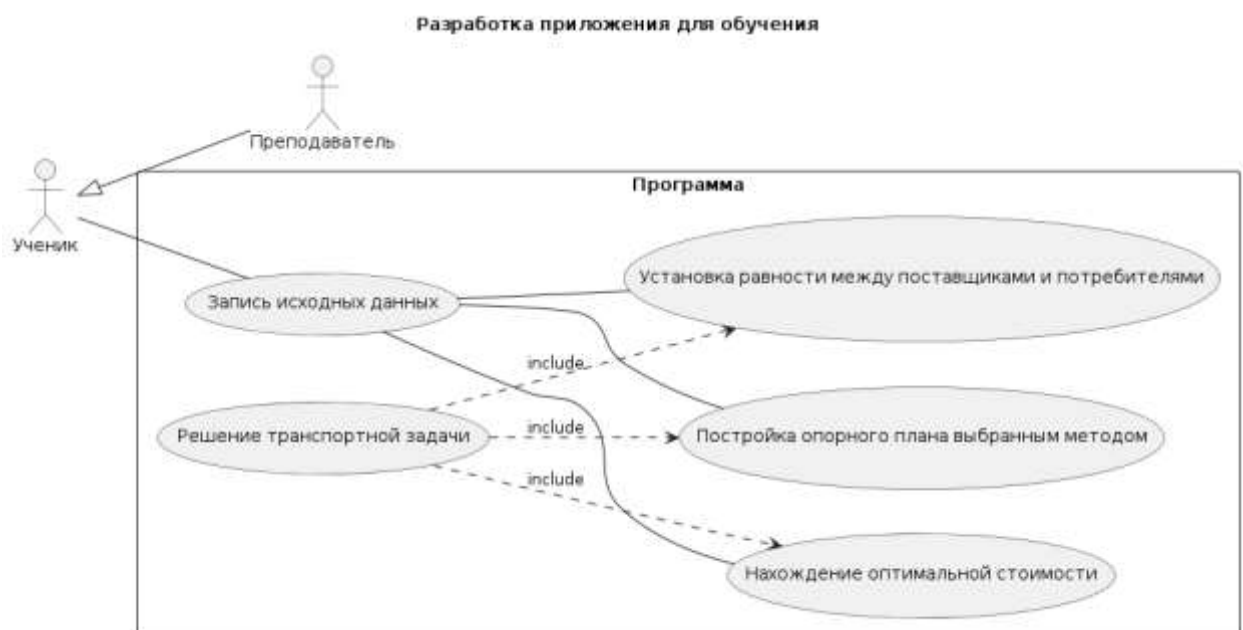 Разработка приложения для обучения
Преподаватель
Ученик
Программа
Установка равности между поставщиками и потребителями
Запись исходных данных
include
Решение транспортной задачи
include
Постройка опорного плана выбранным методом
include
Нахождение оптимальной стоимости